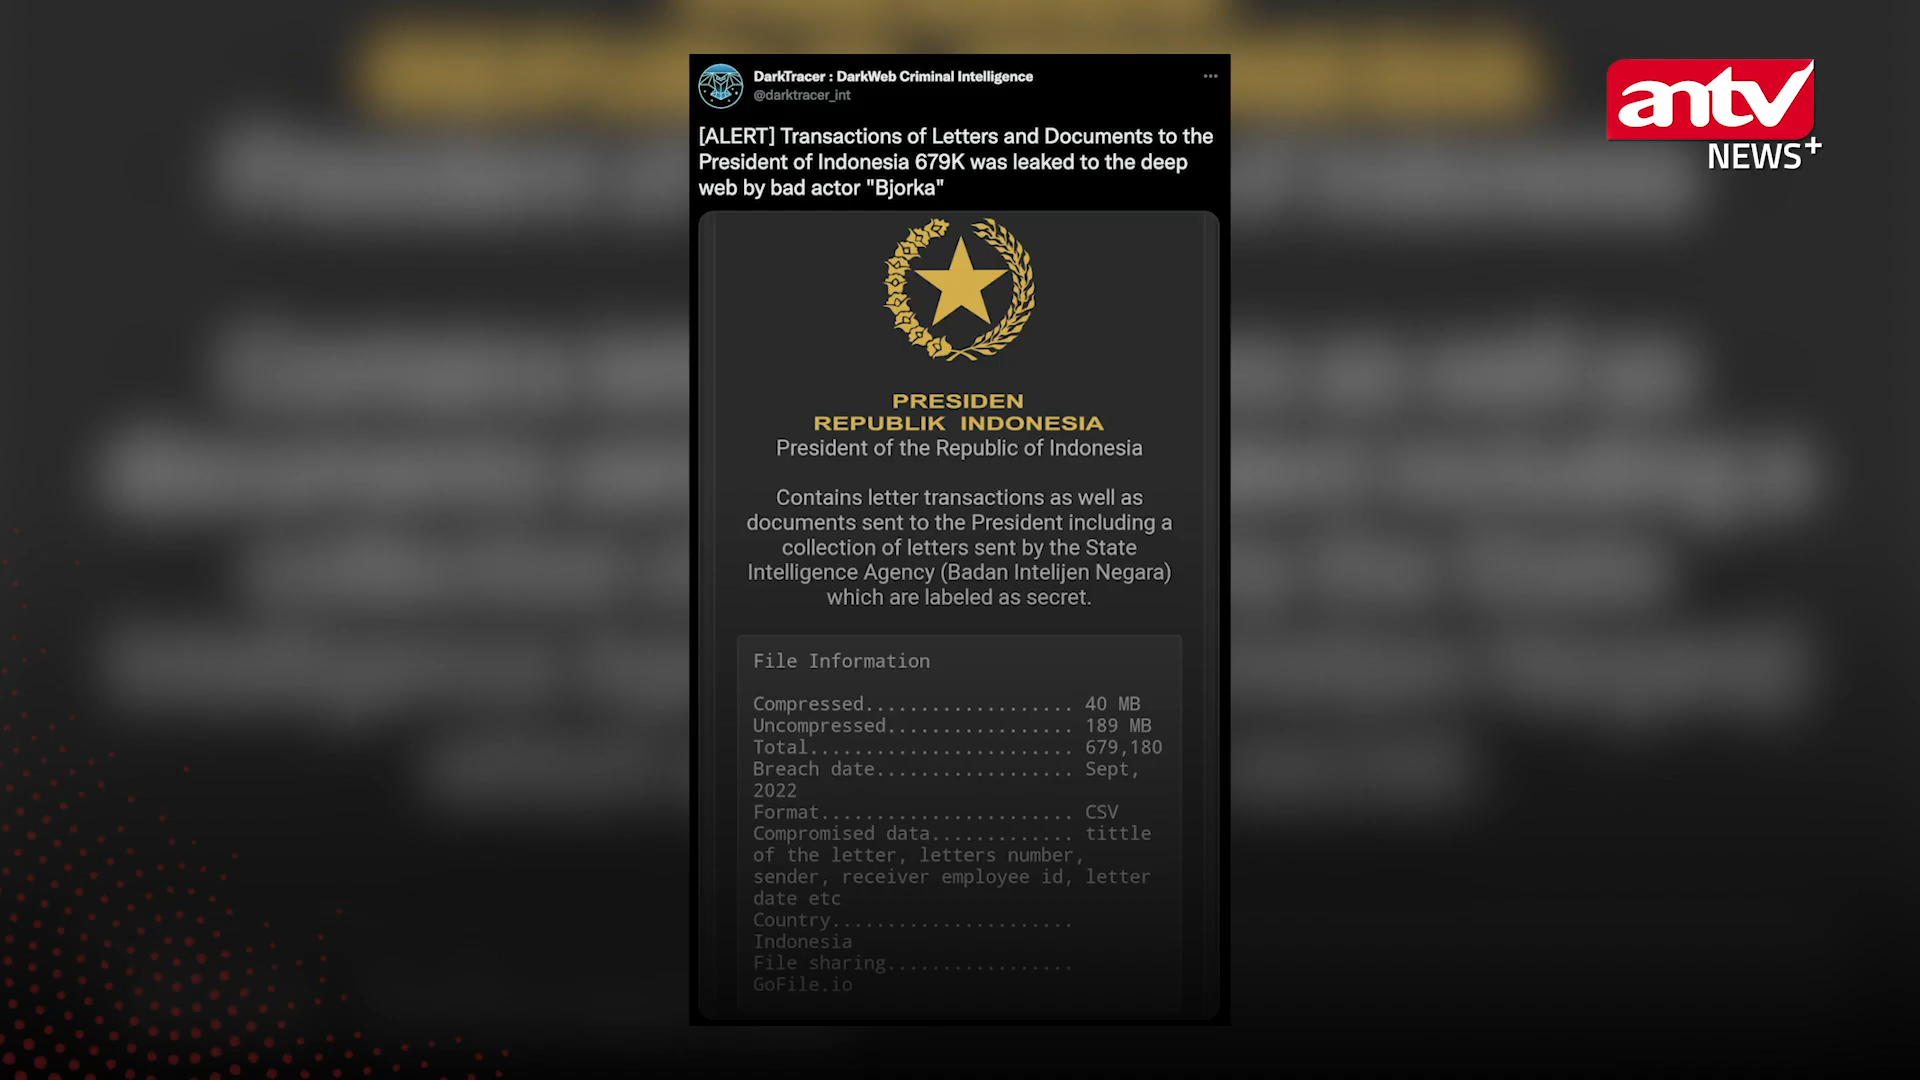 antv
NEWS+
DarkTracer : DarkWeb Criminal Intelligence
@darktracer_int
[ALERT] Transactions of Letters and Documents to the
President of Indonesia 679K was leaked to the deep
web by bad actor "Bjorka"
PRESIDEN
REPUBLIK INDONESIA
President of the Republic of Indonesia
Contains letter transactions as well as
documents sent to the President including a
collection of letters sent by the State
Intelligence Agency (Badan Intelijen Negara)
which are labeled as secret.
File Information
Compressed................... 40 MB
Uncompressed................. 189 MB
Total........................ 679,180
Breach date.................. Sept,
2022
Format....................... CSV
Compromised data............. tittle
of the letter, letters number,
sender, receiver employee id, letter
date etc
Country......................
Indonesia
File sharing.................
GoFile.io